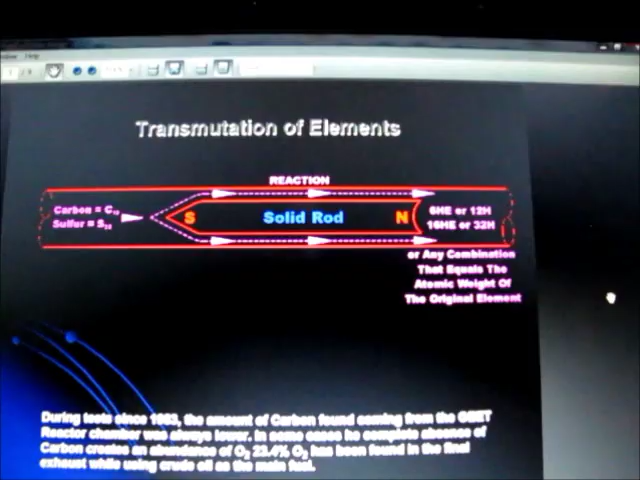 Help
Transmutation of Elements
REACTION
Carbon = C12
Sulfur = S32
S Solid Rod N
6HE or 12H
16HE or 32H
or Any Combination
That Equals The
Atomic Weight Of
The Original Element
During tests since 1983, the amount of Carbon found coming from the GEET
Reactor chamber was always lower. In some cases he complete absence of
Carbon creates an abundance of O2 23.4% O2 has been found in the final
exhaust while using crude oil as the main fuel.